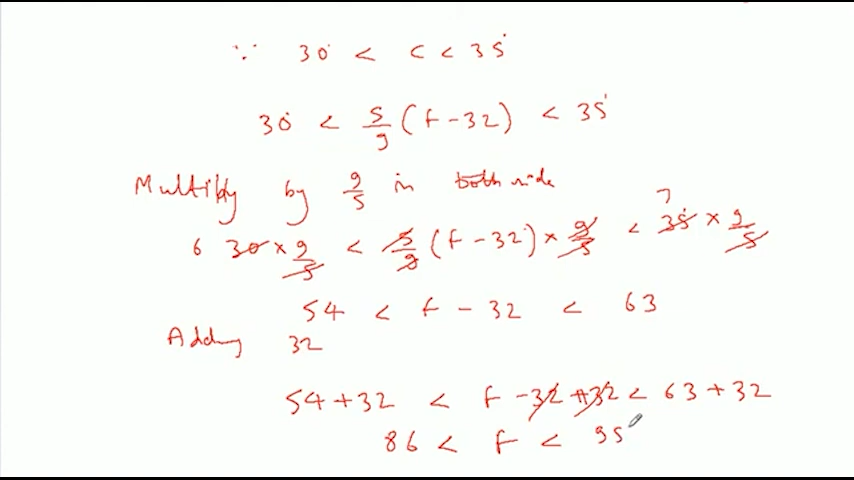 ∵ 30° < C < 35°
30° < 5/9 (F - 32) < 35°
Multiply by 9/5 in both side
6 30 × 9/5 < 5/9 (F - 32) × 9/5 < 7 35 × 9/5
54 < F - 32 < 63
Adding 32
54 + 32 < F - 32 + 32 < 63 + 32
86 < F < 95